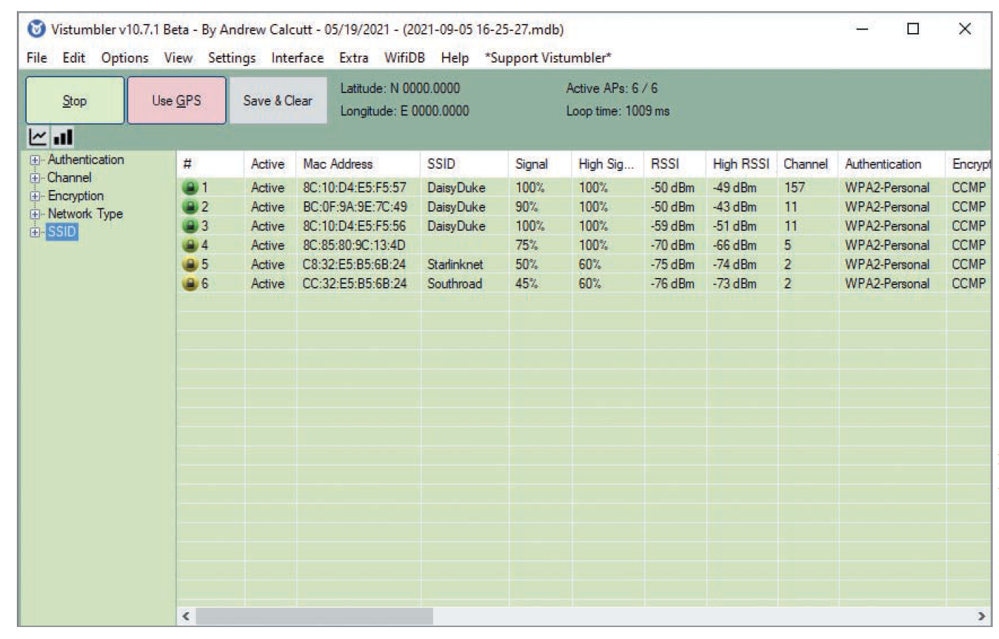 Vistumbler v10.7.1 Beta - By Andrew Calcutt - 05/19/2021 - (2021-09-05 16-25-27.mdb)
File Edit Options View Settings Interface Extra WifiDB Help *Support Vistumbler*
Stop Use GPS Save & Clear
Latitude: N 0000.0000 Active APs: 6 / 6
Longitude: E 0000.0000 Loop time: 1009 ms
Authentication
Channel
Encryption
Network Type
SSID
# Active Mac Address SSID Signal High Sig... RSSI High RSSI Channel Authentication Encrypt
1 Active 8C:10:D4:E5:F5:57 DaisyDuke 100% 100% -50 dBm -49 dBm 157 WPA2-Personal CCMP
2 Active BC:0F:9A:9E:7C:49 DaisyDuke 90% 100% -50 dBm -43 dBm 11 WPA2-Personal CCMP
3 Active 8C:10:D4:E5:F5:56 DaisyDuke 100% 100% -59 dBm -51 dBm 11 WPA2-Personal CCMP
4 Active 8C:85:80:9C:13:4D 75% 100% -70 dBm -66 dBm 5 WPA2-Personal CCMP
5 Active C8:32:E5:B5:6B:24 Starlinknet 50% 60% -75 dBm -74 dBm 2 WPA2-Personal CCMP
6 Active CC:32:E5:B5:6B:24 Southroad 45% 60% -76 dBm -73 dBm 2 WPA2-Personal CCMP